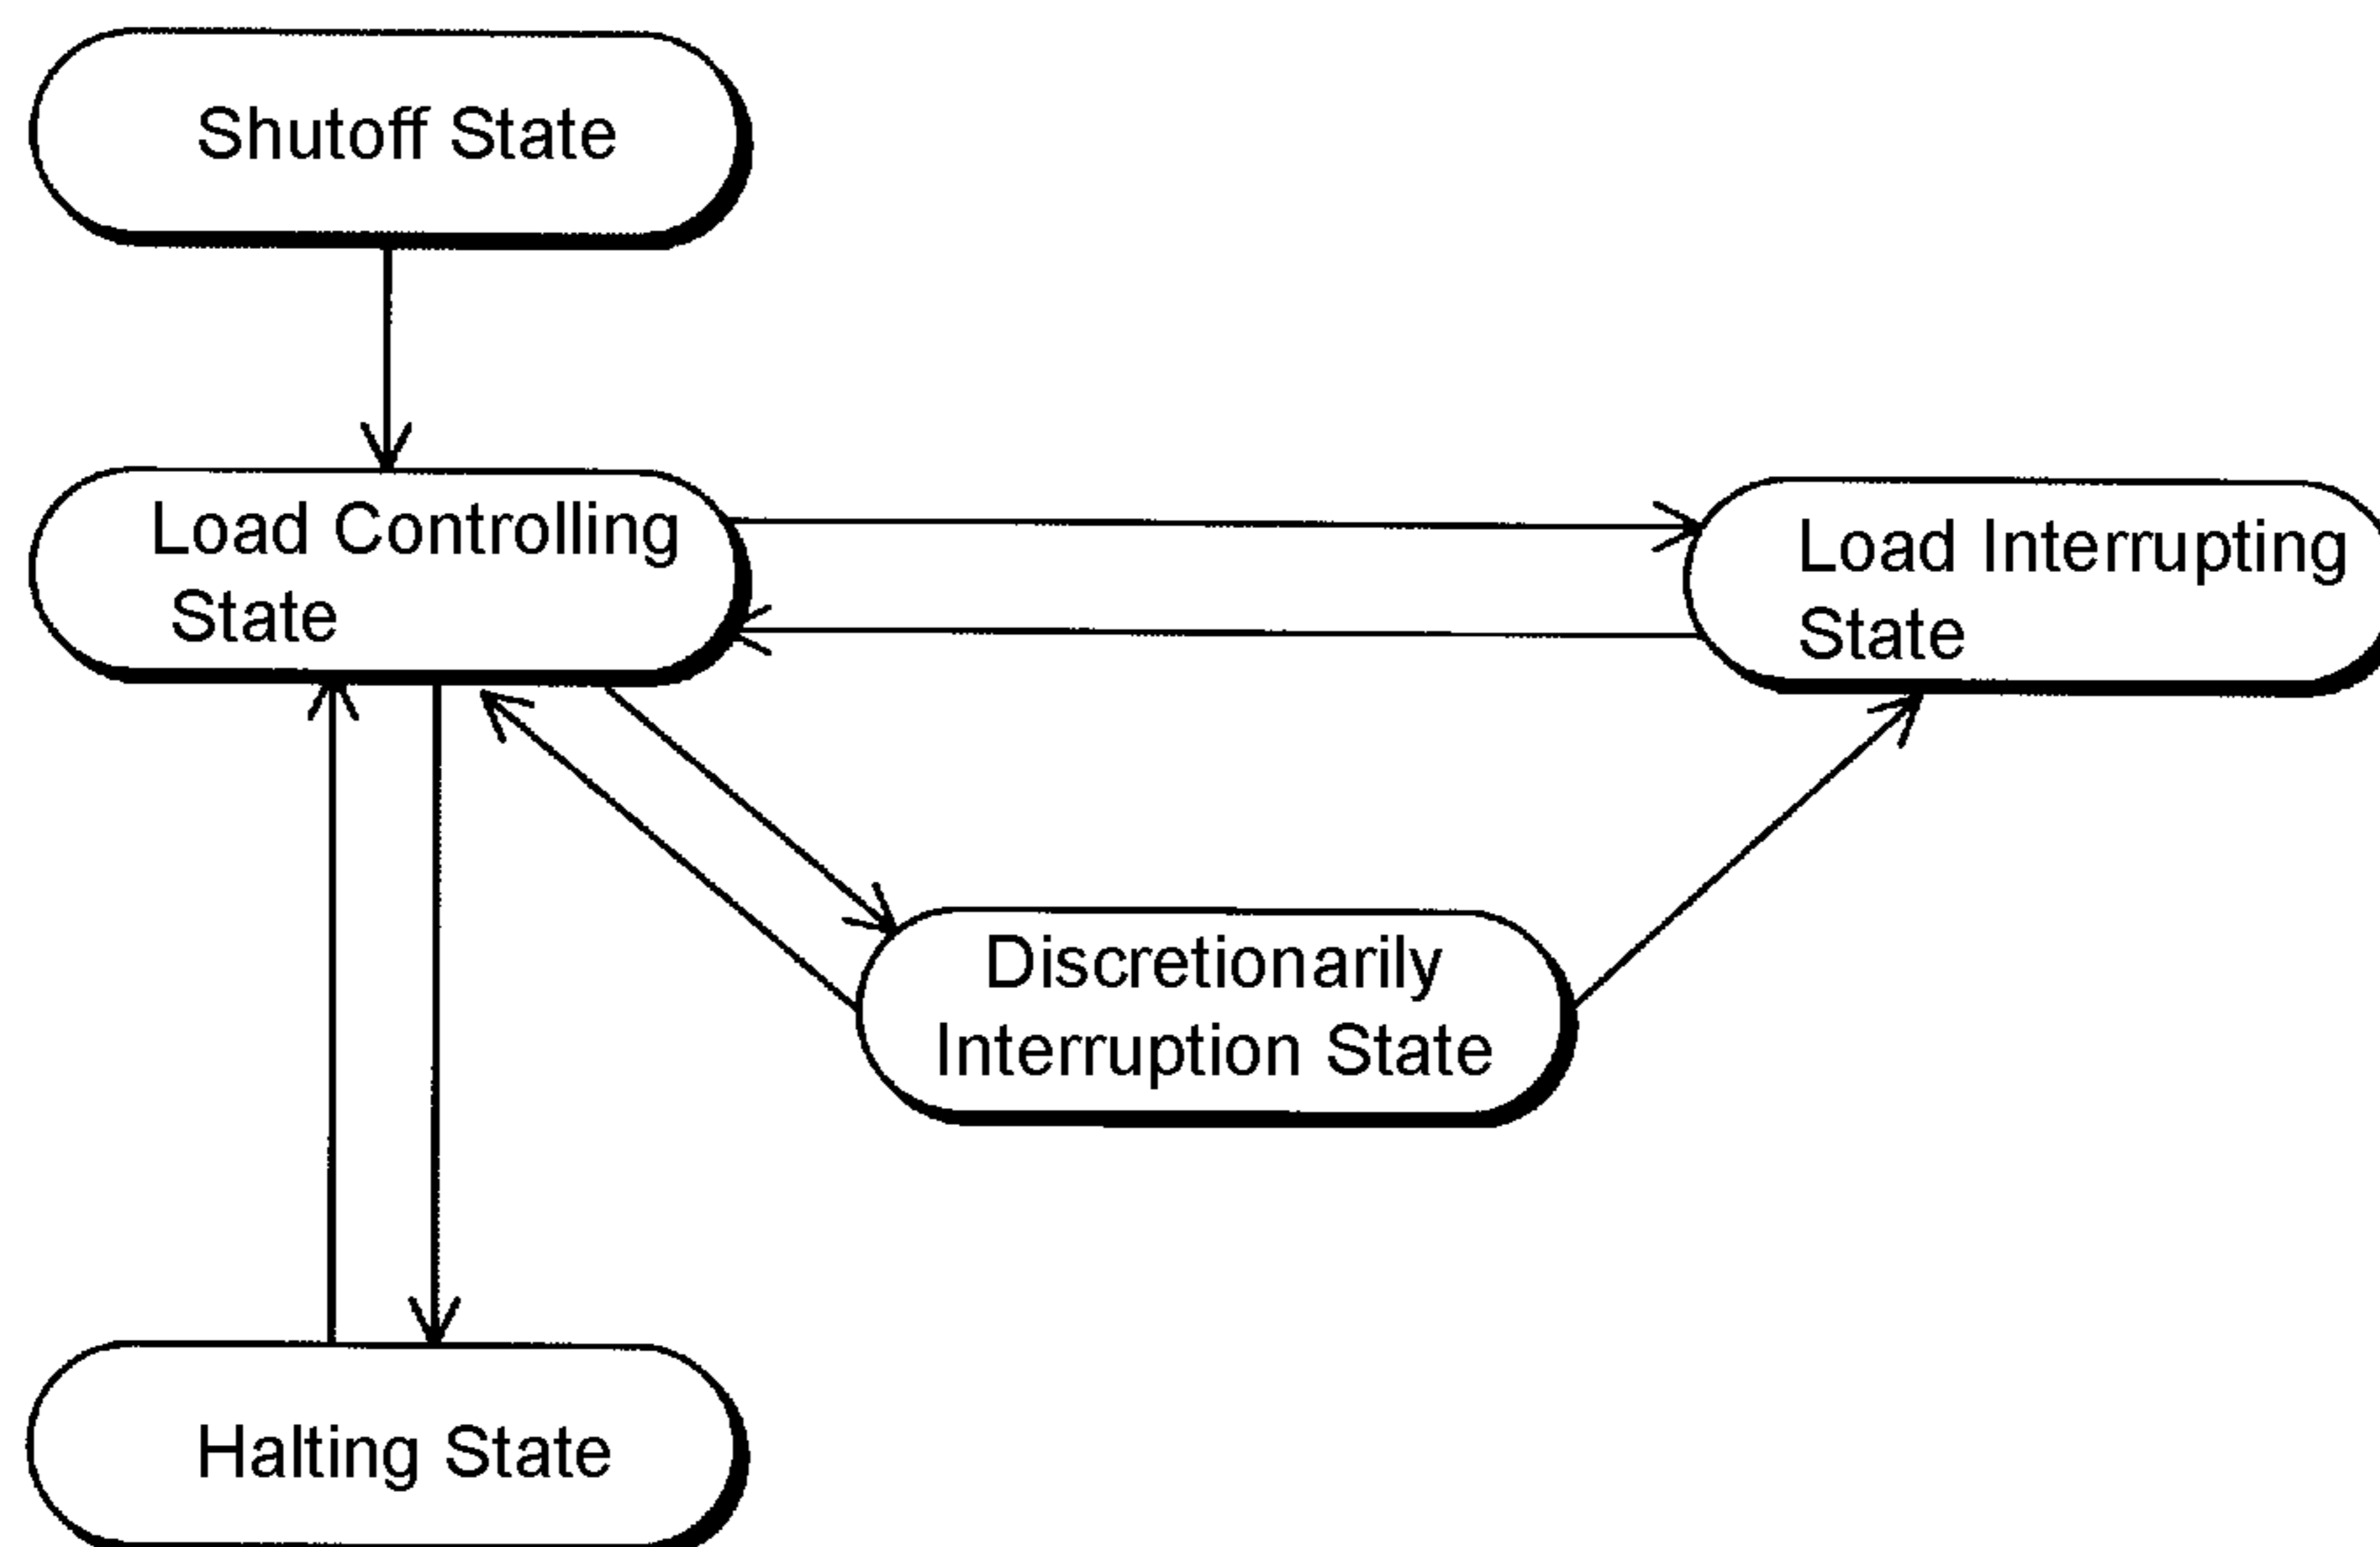 Shutoff State
Load Controlling
State
Load Interrupting
State
Discretionarily
Interruption State
Halting State